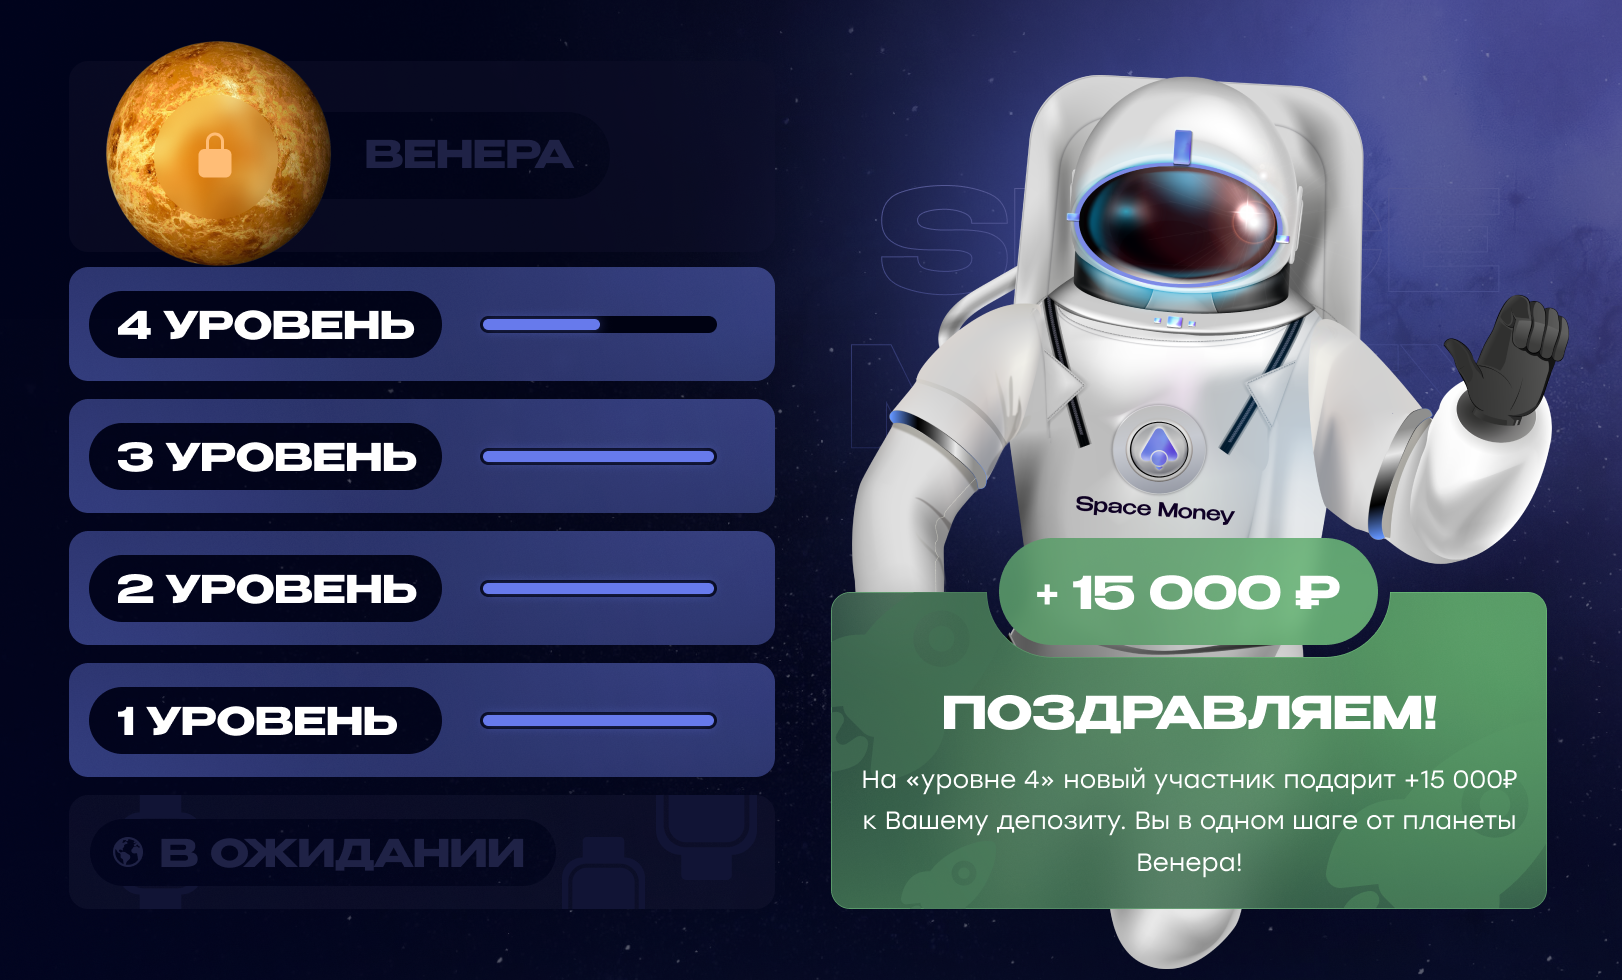 ВЕНЕРА
4 УРОВЕНЬ
3 УРОВЕНЬ
2 УРОВЕНЬ
1 УРОВЕНЬ
В ОЖИДАНИИ
Space Money
+ 15 000 ₽
ПОЗДРАВЛЯЕМ!
На «уровне 4» новый участник подарит +15 000₽
к Вашему депозиту. Вы в одном шаге от планеты
Венера!